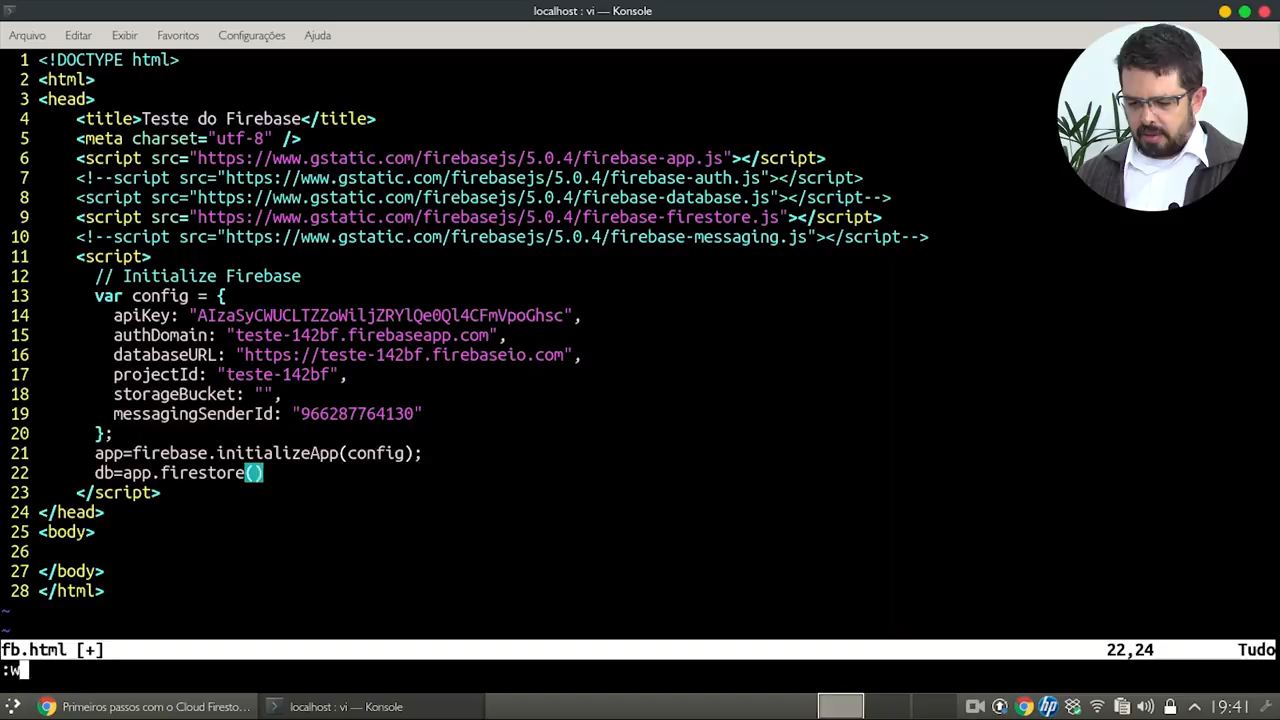 localhost : vi — Konsole
Arquivo Editar Exibir Favoritos Configurações Ajuda
1 <!DOCTYPE html>
2 <html>
3 <head>
4 <title>Teste do Firebase</title>
5 <meta charset="utf-8" />
6 <script src="https://www.gstatic.com/firebasejs/5.0.4/firebase-app.js"></script>
7 <!--script src="https://www.gstatic.com/firebasejs/5.0.4/firebase-auth.js"></script>
8 <script src="https://www.gstatic.com/firebasejs/5.0.4/firebase-database.js"></script-->
9 <script src="https://www.gstatic.com/firebasejs/5.0.4/firebase-firestore.js"></script>
10 <!--script src="https://www.gstatic.com/firebasejs/5.0.4/firebase-messaging.js"></script-->
11 <script>
12 // Initialize Firebase
13 var config = {
14 apiKey: "AIzaSyCWUCLTZZoWiljZRYlQe0Ql4CFmVpoGhsc",
15 authDomain: "teste-142bf.firebaseapp.com",
16 databaseURL: "https://teste-142bf.firebaseio.com",
17 projectId: "teste-142bf",
18 storageBucket: "",
19 messagingSenderId: "966287764130"
20 };
21 app=firebase.initializeApp(config);
22 db=app.firestore()
23 </script>
24 </head>
25 <body>
26
27 </body>
28 </html>
~
~
fb.html [+] 22,24 Tudo
:w
Primeiros passos com o Cloud Firesto... localhost : vi — Konsole 19:41